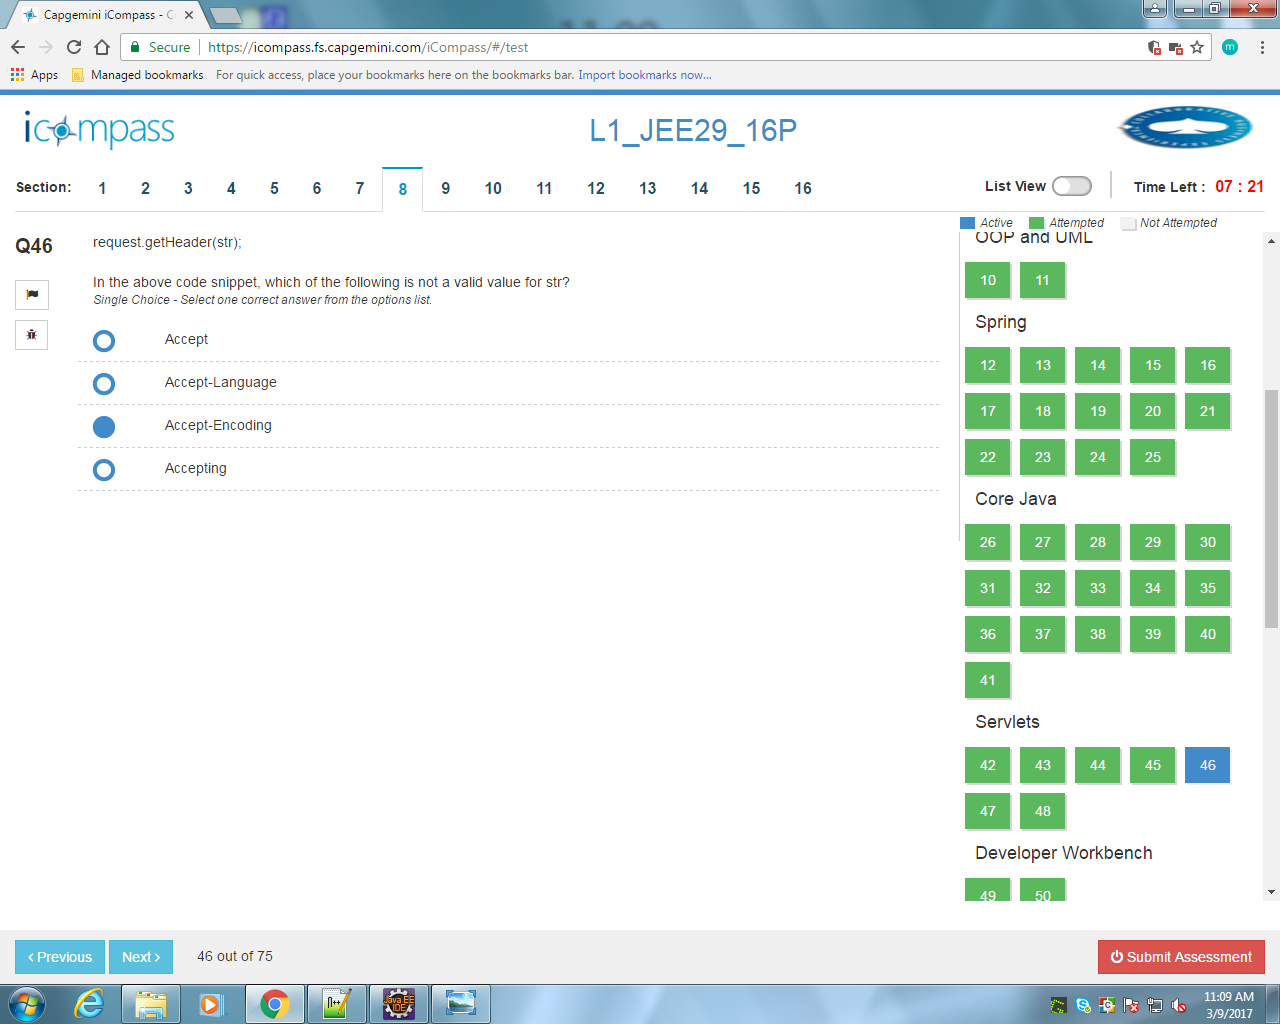 Capgemini iCompass - C
Secure https://icompass.fs.capgemini.com/iCompass/#/test
m
Apps Managed bookmarks For quick access, place your bookmarks here on the bookmarks bar. Import bookmarks now...
icompass
L1_JEE29_16P
Section: 1 2 3 4 5 6 7 8 9 10 11 12 13 14 15 16
List View
Time Left : 07 : 21
Active Attempted Not Attempted
Q46
request.getHeader(str);
In the above code snippet, which of the following is not a valid value for str?
Single Choice - Select one correct answer from the options list.
Accept
Accept-Language
Accept-Encoding
Accepting
OOP and UML
10 11
Spring
12 13 14 15 16
17 18 19 20 21
22 23 24 25
Core Java
26 27 28 29 30
31 32 33 34 35
36 37 38 39 40
41
Servlets
42 43 44 45 46
47 48
Developer Workbench
49 50
Previous
Next
46 out of 75
Submit Assessment
Java EE
IDE
11:09 AM
3/9/2017